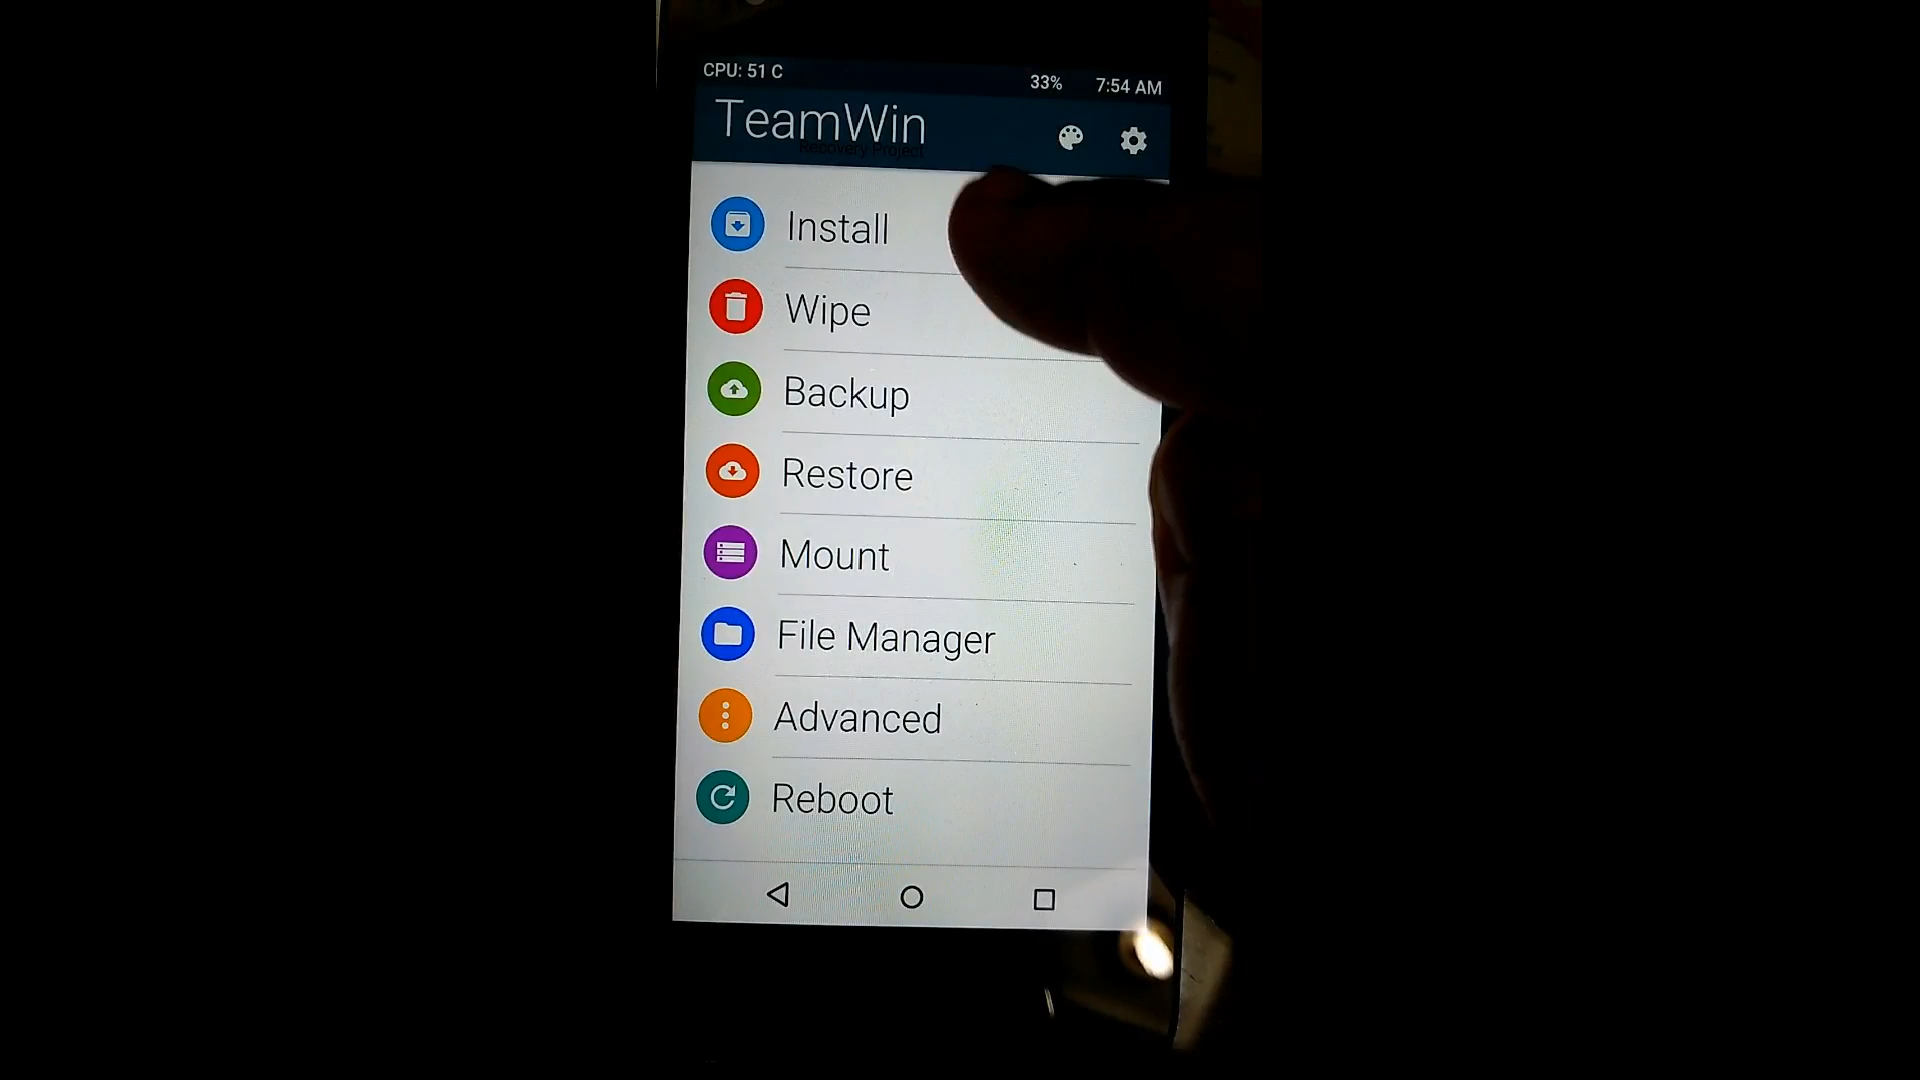 CPU: 51 C 33% 7:54 AM
TeamWin
Recovery Project
Install
Wipe
Backup
Restore
Mount
File Manager
Advanced
Reboot